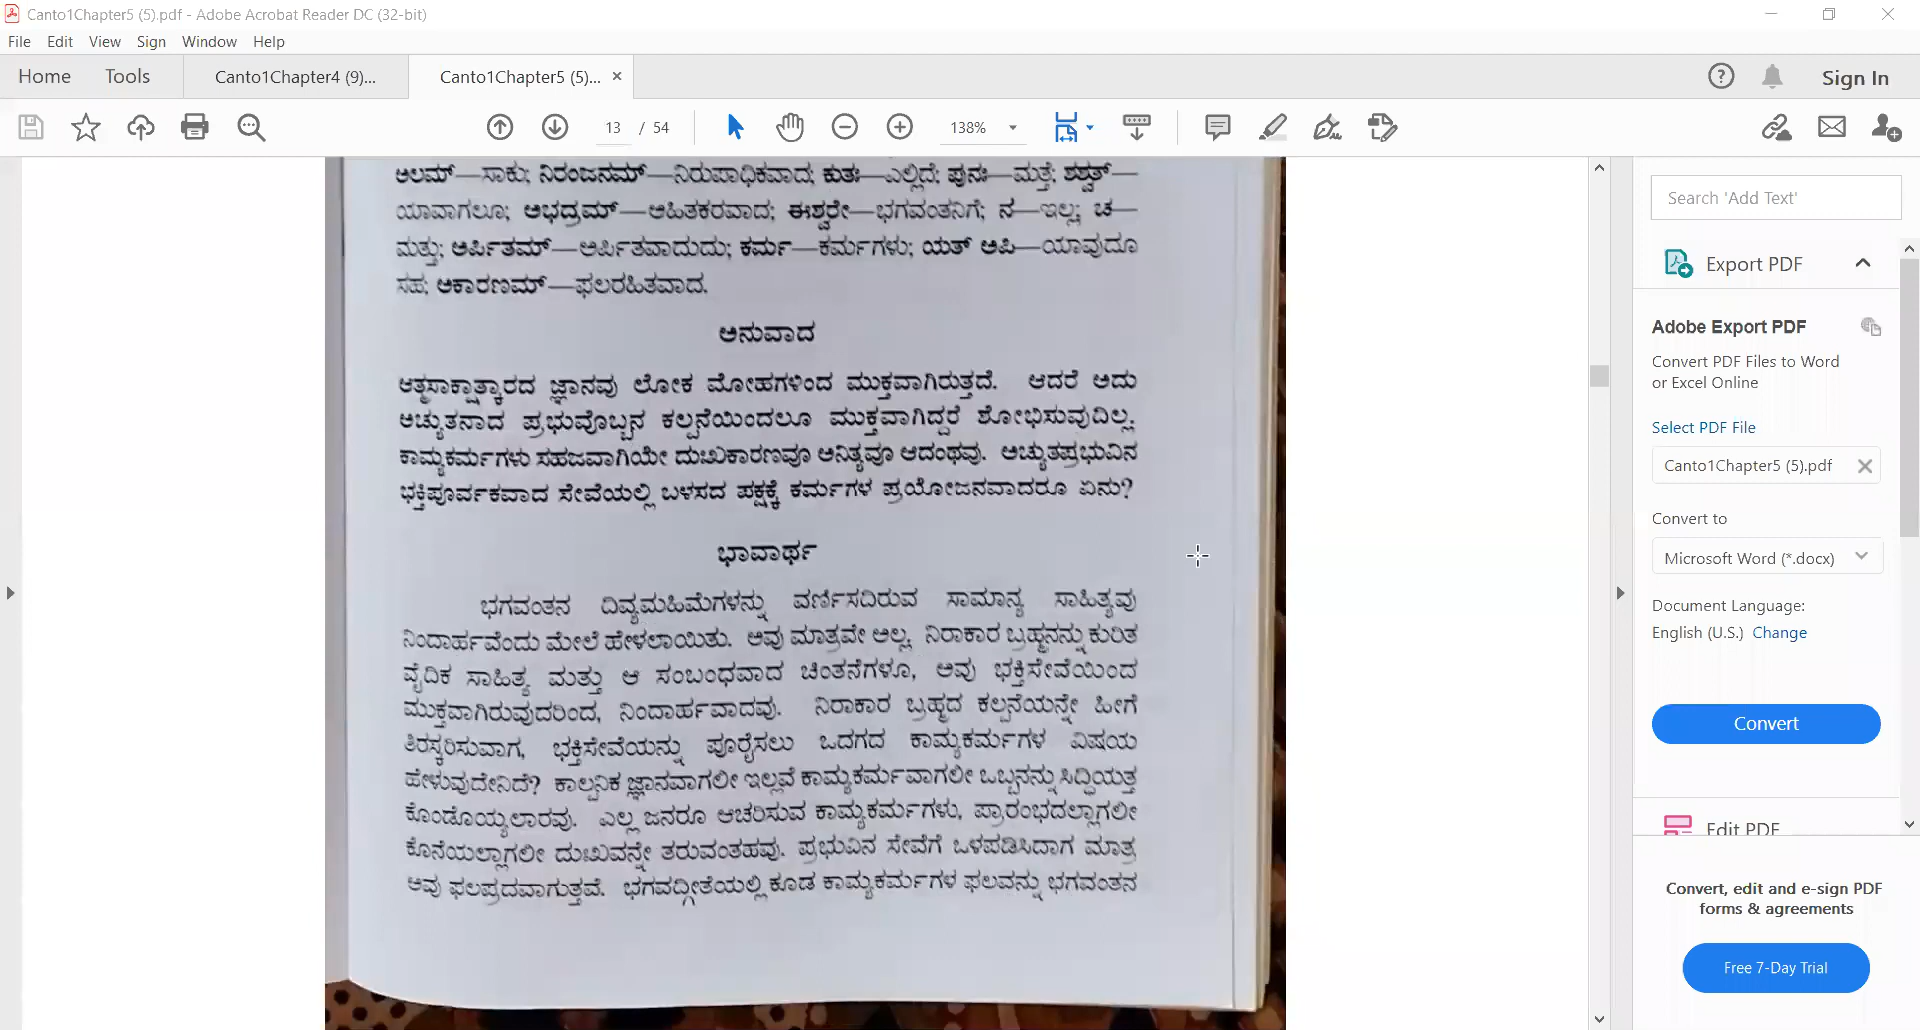 Canto1Chapter5 (5).pdf - Adobe Acrobat Reader DC (32-bit)
File Edit View Sign Window Help
Home Tools Canto1Chapter4 (9)... Canto1Chapter5 (5)... × Sign In
13 / 54 138%
ಅಲಮ್—ಸಾಕು; ನಿರಂಜನಮ್—ನಿರುಪಾಧಿಕವಾದ; ಕುತಃ—ಎಲ್ಲಿದೆ; ಪುನಃ—ಮತ್ತೆ; ಶಶ್ವತ್—
ಯಾವಾಗಲೂ; ಅಭದ್ರಮ್—ಅಹಿತಕರವಾದ; ಈಶ್ವರೇ—ಭಗವಂತನಿಗೆ; ನ—ಇಲ್ಲ; ಚ—
ಮತ್ತು; ಅರ್ಪಿತಮ್—ಅರ್ಪಿತವಾದುದು; ಕರ್ಮ—ಕರ್ಮಗಳು; ಯತ್ ಅಪಿ—ಯಾವುದೂ
ಸಹ; ಅಕಾರಣಮ್—ಫಲರಹಿತವಾದ.
ಅನುವಾದ
ಆತ್ಮಸಾಕ್ಷಾತ್ಕಾರದ ಜ್ಞಾನವು ಲೋಕ ಮೋಹಗಳಿಂದ ಮುಕ್ತವಾಗಿರುತ್ತದೆ. ಆದರೆ ಅದು
ಅಚ್ಯುತನಾದ ಪ್ರಭುವೊಬ್ಬನ ಕಲ್ಪನೆಯಿಂದಲೂ ಮುಕ್ತವಾಗಿದ್ದರೆ ಶೋಭಿಸುವುದಿಲ್ಲ.
ಕಾಮ್ಯಕರ್ಮಗಳು ಸಹಜವಾಗಿಯೇ ದುಃಖಕಾರಣವೂ ಅನಿತ್ಯವೂ ಆದಂಥವು. ಅಚ್ಯುತಪ್ರಭುವಿನ
ಭಕ್ತಿಪೂರ್ವಕವಾದ ಸೇವೆಯಲ್ಲಿ ಬಳಸದ ಪಕ್ಷಕ್ಕೆ ಕರ್ಮಗಳ ಪ್ರಯೋಜನವಾದರೂ ಏನು?
ಭಾವಾರ್ಥ
ಭಗವಂತನ ದಿವ್ಯಮಹಿಮೆಗಳನ್ನು ವರ್ಣಿಸದಿರುವ ಸಾಮಾನ್ಯ ಸಾಹಿತ್ಯವು
ನಿಂದಾರ್ಹವೆಂದು ಮೇಲೆ ಹೇಳಲಾಯಿತು. ಅವು ಮಾತ್ರವೇ ಅಲ್ಲ, ನಿರಾಕಾರ ಬ್ರಹ್ಮನನ್ನು ಕುರಿತ
ವೈದಿಕ ಸಾಹಿತ್ಯ ಮತ್ತು ಆ ಸಂಬಂಧವಾದ ಚಿಂತನೆಗಳೂ, ಅವು ಭಕ್ತಿಸೇವೆಯಿಂದ
ಮುಕ್ತವಾಗಿರುವುದರಿಂದ, ನಿಂದಾರ್ಹವಾದವು. ನಿರಾಕಾರ ಬ್ರಹ್ಮದ ಕಲ್ಪನೆಯನ್ನೇ ಹೀಗೆ
ತಿರಸ್ಕರಿಸುವಾಗ, ಭಕ್ತಿಸೇವೆಯನ್ನು ಪೂರೈಸಲು ಒದಗದ ಕಾಮ್ಯಕರ್ಮಗಳ ವಿಷಯ
ಹೇಳುವುದೇನಿದೆ? ಕಾಲ್ಪನಿಕ ಜ್ಞಾನವಾಗಲೀ ಇಲ್ಲವೆ ಕಾಮ್ಯಕರ್ಮವಾಗಲೀ ಒಬ್ಬನನ್ನು ಸಿದ್ಧಿಯತ್ತ
ಕೊಂಡೊಯ್ಯಲಾರವು. ಎಲ್ಲ ಜನರೂ ಆಚರಿಸುವ ಕಾಮ್ಯಕರ್ಮಗಳು, ಪ್ರಾರಂಭದಲ್ಲಾಗಲೀ
ಕೊನೆಯಲ್ಲಾಗಲೀ ದುಃಖವನ್ನೇ ತರುವಂತಹವು. ಪ್ರಭುವಿನ ಸೇವೆಗೆ ಒಳಪಡಿಸಿದಾಗ ಮಾತ್ರ
ಅವು ಫಲಪ್ರದವಾಗುತ್ತವೆ. ಭಗವದ್ಗೀತೆಯಲ್ಲಿ ಕೂಡ ಕಾಮ್ಯಕರ್ಮಗಳ ಫಲವನ್ನು ಭಗವಂತನ
Search 'Add Text'
Export PDF
Adobe Export PDF
Convert PDF Files to Word
or Excel Online
Select PDF File
Canto1Chapter5 (5).pdf
Convert to
Microsoft Word (*.docx)
Document Language:
English (U.S.) Change
Convert
Edit PDF
Convert, edit and e-sign PDF
forms & agreements
Free 7-Day Trial